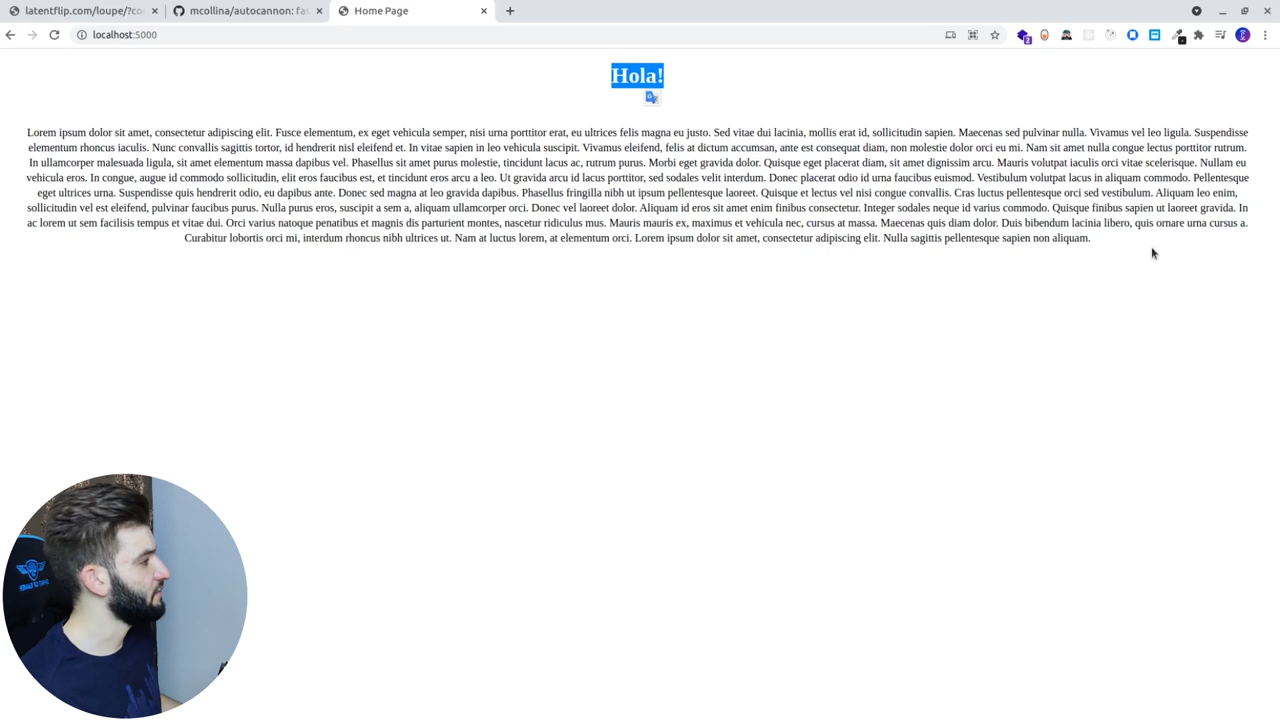 latentflip.com/loupe/?co
mcollina/autocannon: fas
Home Page
localhost:5000
2
Hola!
Lorem ipsum dolor sit amet, consectetur adipiscing elit. Fusce elementum, ex eget vehicula semper, nisi urna porttitor erat, eu ultrices felis magna eu justo. Sed vitae dui lacinia, mollis erat id, sollicitudin sapien. Maecenas sed pulvinar nulla. Vivamus vel leo ligula. Suspendisse
elementum rhoncus iaculis. Nunc convallis sagittis tortor, id hendrerit nisl eleifend et. In vitae sapien in leo vehicula suscipit. Vivamus eleifend, felis at dictum accumsan, ante est consequat diam, non molestie dolor orci eu mi. Nam sit amet nulla congue lectus porttitor rutrum.
In ullamcorper malesuada ligula, sit amet elementum massa dapibus vel. Phasellus sit amet purus molestie, tincidunt lacus ac, rutrum purus. Morbi eget gravida dolor. Quisque eget placerat diam, sit amet dignissim arcu. Mauris volutpat iaculis orci vitae scelerisque. Nullam eu
vehicula eros. In congue, augue id commodo sollicitudin, elit eros faucibus est, et tincidunt eros arcu a leo. Ut gravida arcu id lacus porttitor, sed sodales velit interdum. Donec placerat odio id urna faucibus euismod. Vestibulum volutpat lacus in aliquam commodo. Pellentesque
eget ultrices urna. Suspendisse quis hendrerit odio, eu dapibus ante. Donec sed magna at leo gravida dapibus. Phasellus fringilla nibh ut ipsum pellentesque laoreet. Quisque et lectus vel nisi congue convallis. Cras luctus pellentesque orci sed vestibulum. Aliquam leo enim,
sollicitudin vel est eleifend, pulvinar faucibus purus. Nulla purus eros, suscipit a sem a, aliquam ullamcorper orci. Donec vel laoreet dolor. Aliquam id eros sit amet enim finibus consectetur. Integer sodales neque id varius commodo. Quisque finibus sapien ut laoreet gravida. In
ac lorem ut sem facilisis tempus et vitae dui. Orci varius natoque penatibus et magnis dis parturient montes, nascetur ridiculus mus. Mauris mauris ex, maximus et vehicula nec, cursus at massa. Maecenas quis diam dolor. Duis bibendum lacinia libero, quis ornare urna cursus a.
Curabitur lobortis orci mi, interdum rhoncus nibh ultrices ut. Nam at luctus lorem, at elementum orci. Lorem ipsum dolor sit amet, consectetur adipiscing elit. Nulla sagittis pellentesque sapien non aliquam.